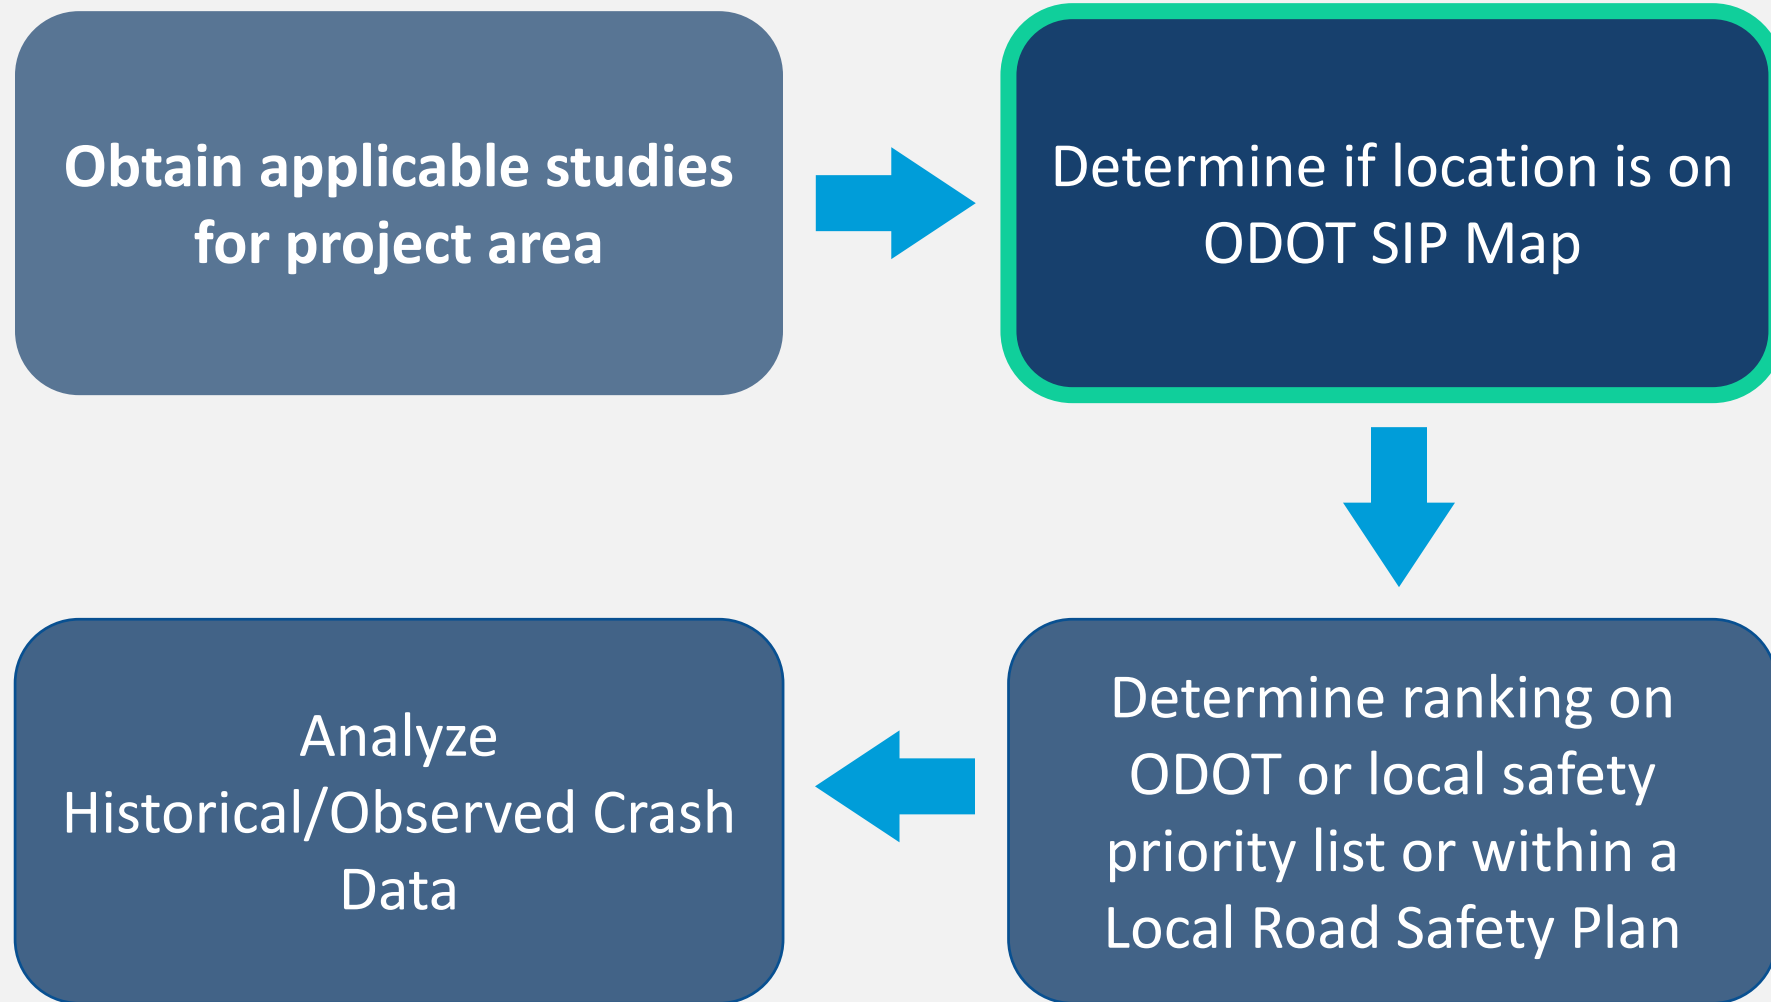 Obtain applicable studies
for project area
Determine if location is on
ODOT SIP Map
Determine ranking on
ODOT or local safety
priority list or within a
Local Road Safety Plan
Analyze
Historical/Observed Crash
Data